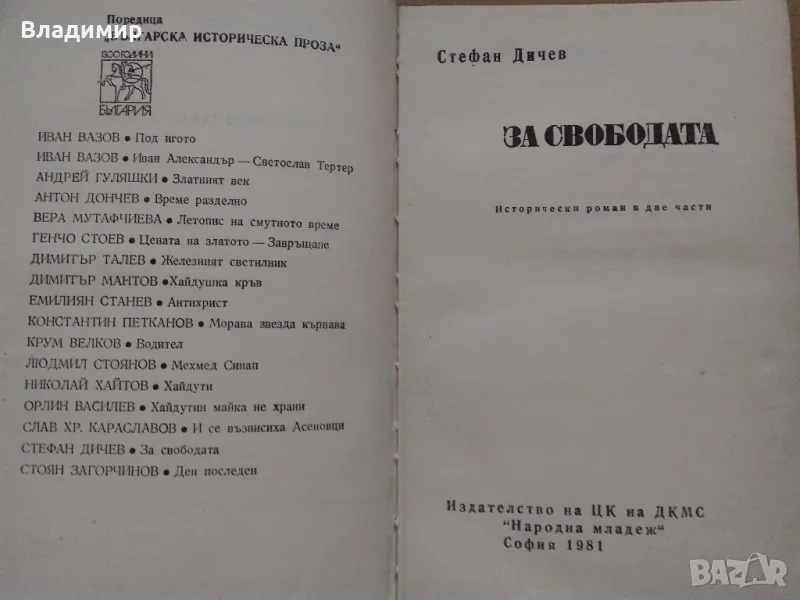 Поредица
Владимир
„БЪЛГАРСКА ИСТОРИЧЕСКА ПРОЗА“
1300 ГОДИНИ
БЪЛГАРИЯ
ИВАН ВАЗОВ ● Под игото
ИВАН ВАЗОВ ● Иван Александър — Светослав Тертер
АНДРЕЙ ГУЛЯШКИ ● Златният век
АНТОН ДОНЧЕВ ● Време разделно
ВЕРА МУТАФЧИЕВА ● Летопис на смутното време
ГЕНЧО СТОЕВ ● Цената на златото — Завръщане
ДИМИТЪР ТАЛЕВ ● Железният светилник
ДИМИТЪР МАНТОВ ● Хайдушка кръв
ЕМИЛИЯН СТАНЕВ ● Антихрист
КОНСТАНТИН ПЕТКАНОВ ● Морава звезда кървава
КРУМ ВЕЛКОВ ● Водител
ЛЮДМИЛ СТОЯНОВ ● Мехмед Синап
НИКОЛАЙ ХАЙТОВ ● Хайдути
ОРЛИН ВАСИЛЕВ ● Хайдутин майка не храни
СЛАВ ХР. КАРАСЛАВОВ ● И се възвисиха Асеновци
СТЕФАН ДИЧЕВ ● За свободата
СТОЯН ЗАГОРЧИНОВ ● Ден последен
Стефан Дичев
ЗА СВОБОДАТА
Исторически роман в две части
Издателство на ЦК на ДКМС
"Народна младеж"
София 1981
BAZAR